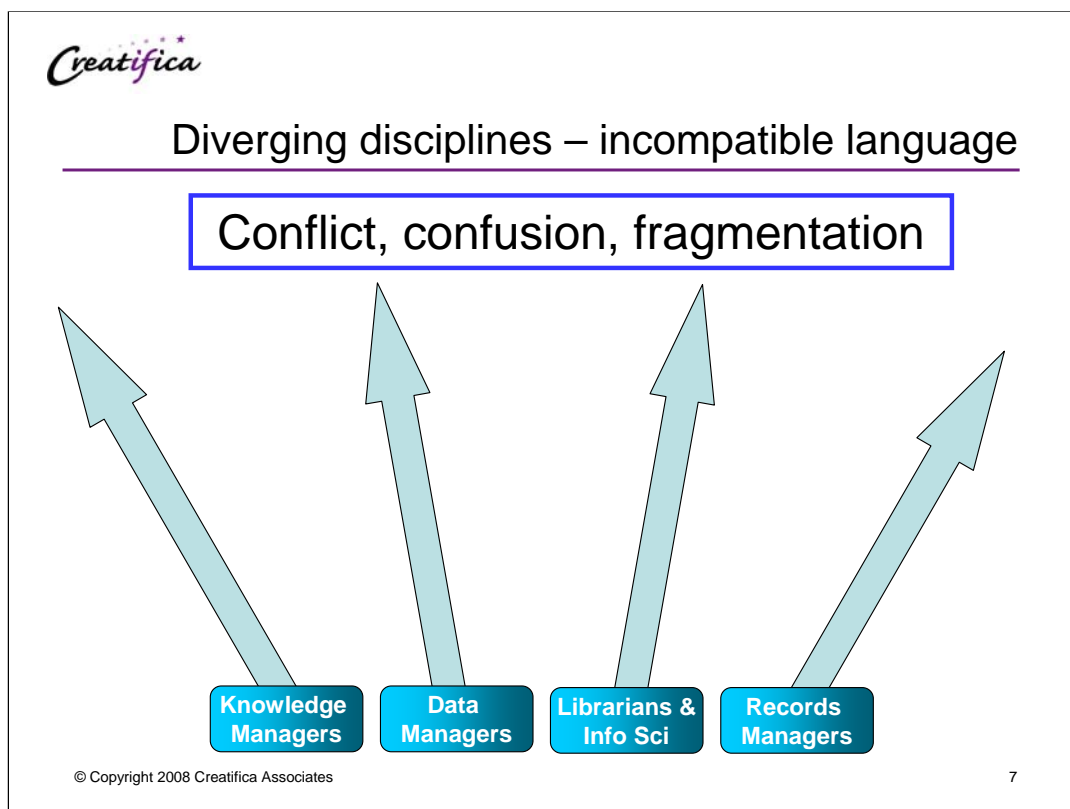 Creatifica
Diverging disciplines – incompatible language
Conflict, confusion, fragmentation
Knowledge
Managers
Data
Managers
Librarians &
Info Sci
Records
Managers
© Copyright 2008 Creatifica Associates
7